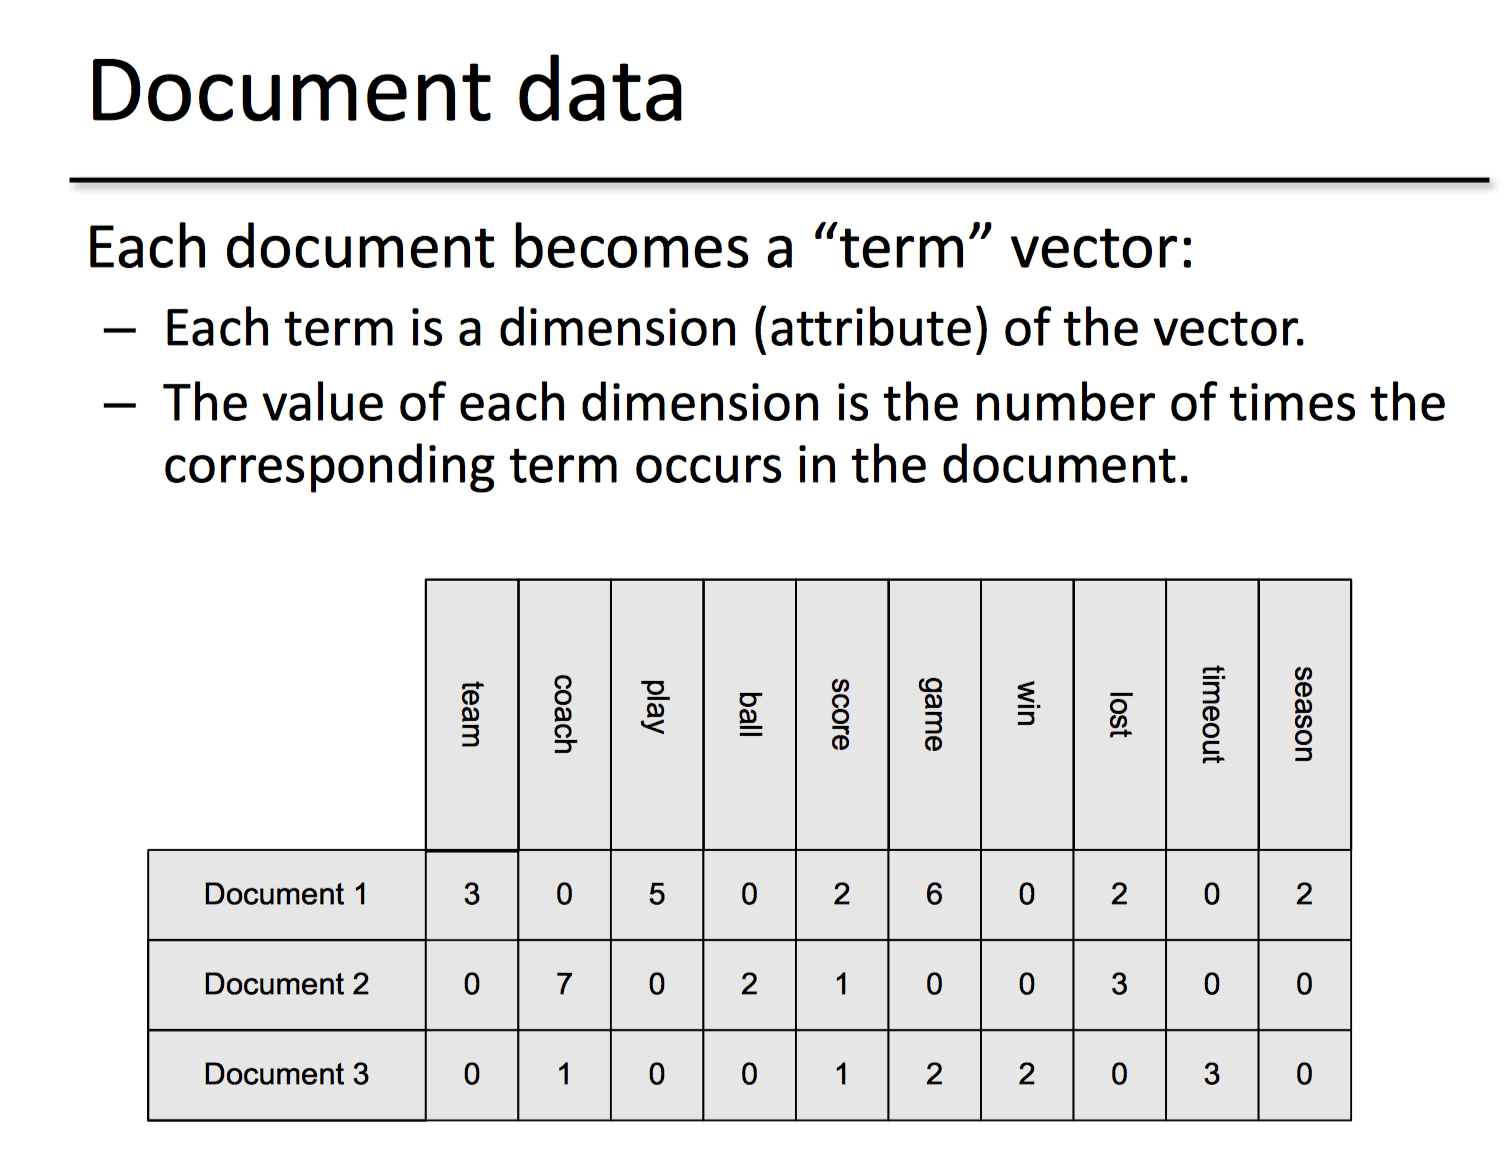 Document data
Each document becomes a “term” vector:
– Each term is a dimension (attribute) of the vector.
– The value of each dimension is the number of times the
corresponding term occurs in the document.
team coach play ball score game win lost timeout season
Document 1 3 0 5 0 2 6 0 2 0 2
Document 2 0 7 0 2 1 0 0 3 0 0
Document 3 0 1 0 0 1 2 2 0 3 0